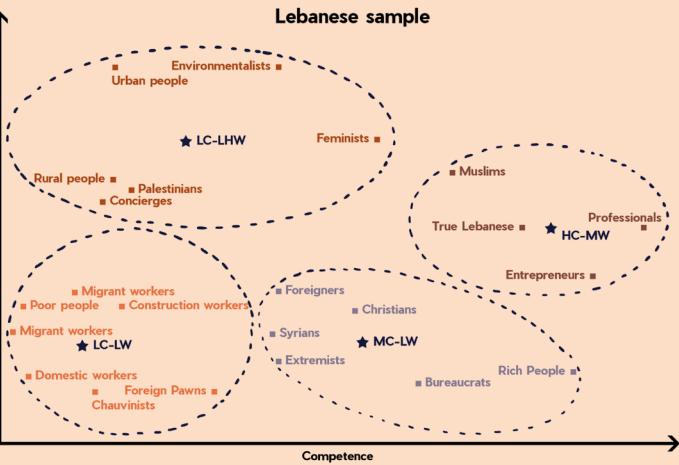 Lebanese sample
Environmentalists
Urban people
LC-LHW
Feminists
Rural people
Palestinians
Concierges
Muslims
Professionals
True Lebanese
HC-MW
Entrepreneurs
Migrant workers
Poor people
Construction workers
Migrant workers
LC-LW
Domestic workers
Foreign Pawns
Chauvinists
Foreigners
Christians
Syrians
MC-LW
Extremists
Rich People
Bureaucrats
Competence